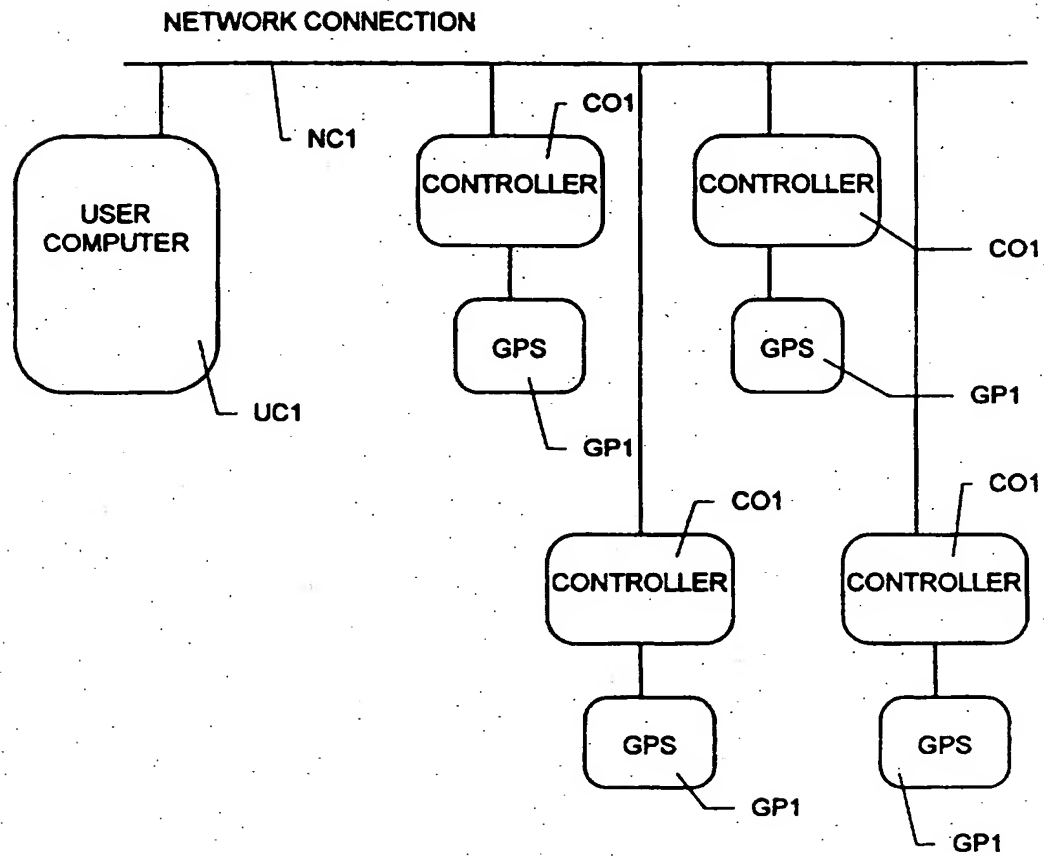 NETWORK CONNECTION
CO1
NC1
USER
COMPUTER
CONTROLLER
CONTROLLER
CO1
GPS
GPS
UC1
GP1
GP1
CO1
CO1
CONTROLLER
CONTROLLER
GPS
GPS
GP1
GP1